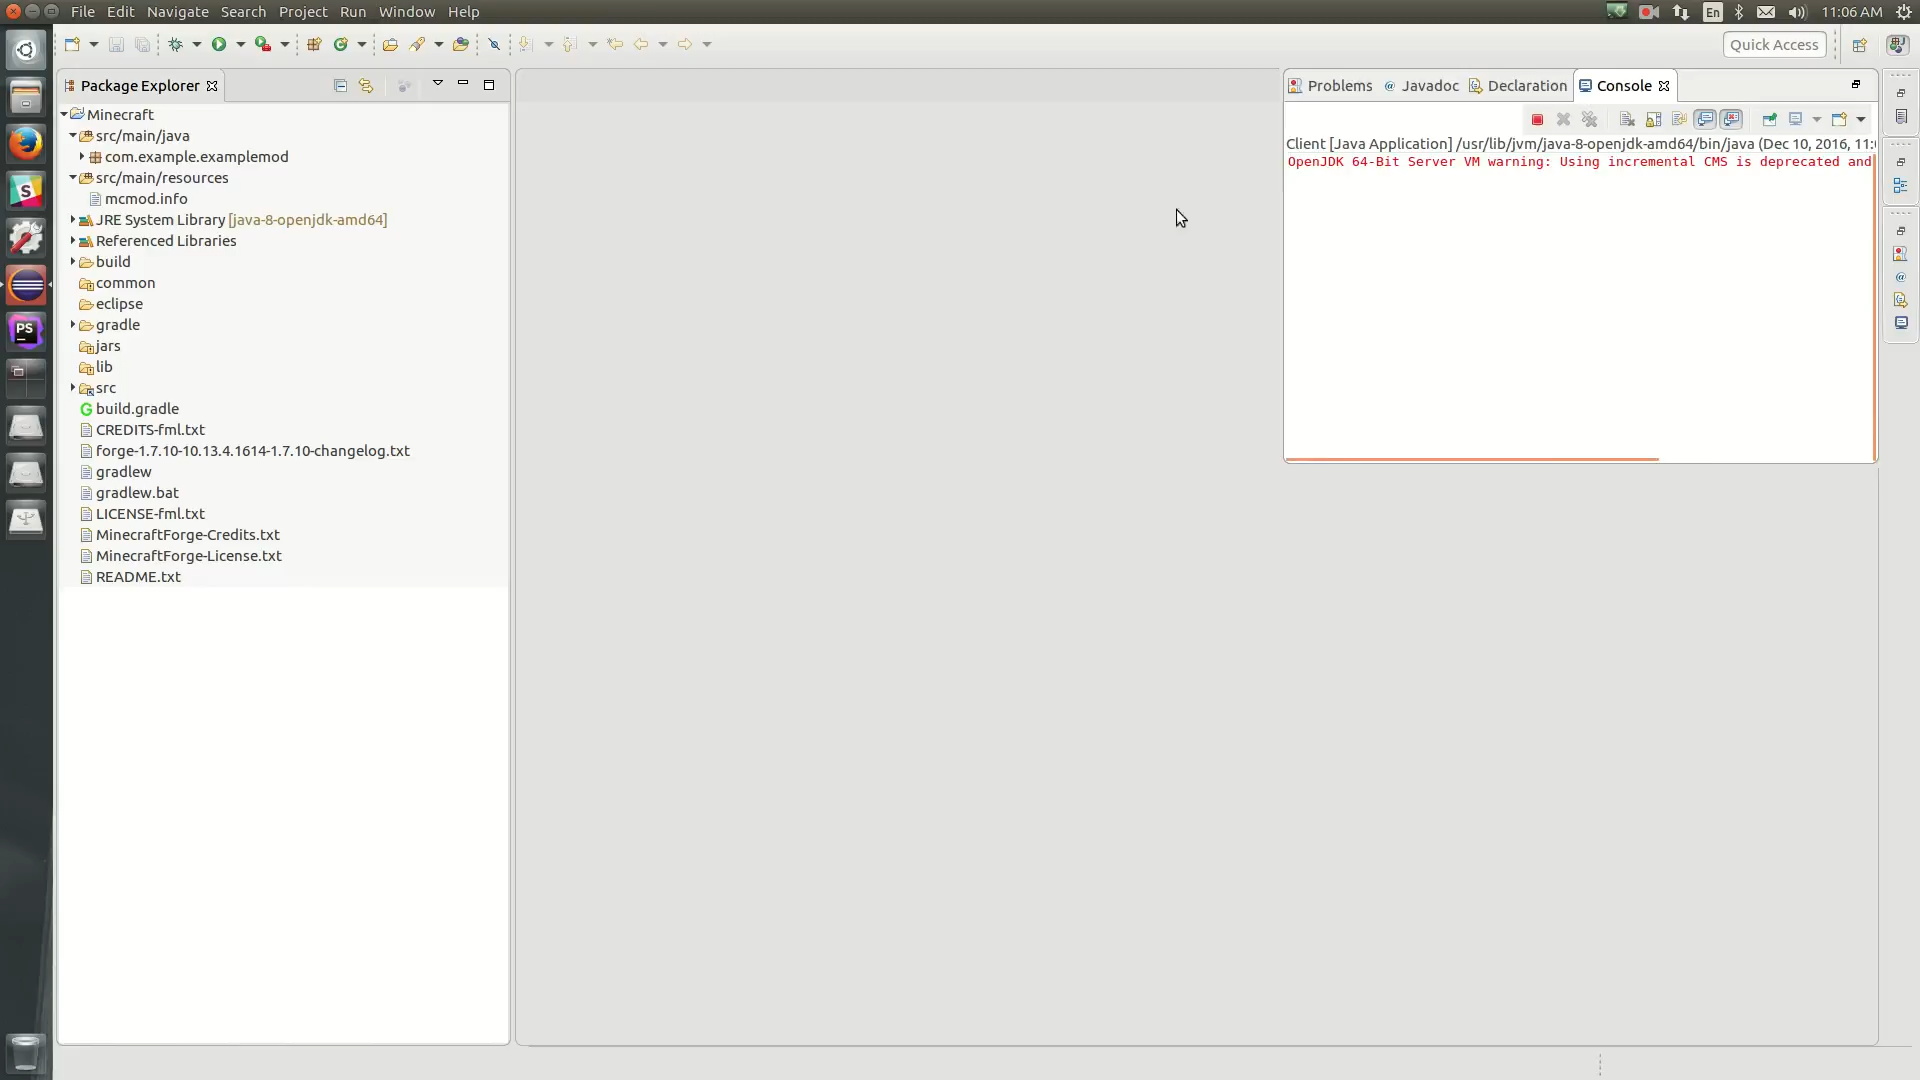 File Edit Navigate Search Project Run Window Help
En
11:06 AM
Quick Access
Package Explorer
Problems
@ Javadoc
Declaration
Console
Minecraft
src/main/java
com.example.examplemod
src/main/resources
mcmod.info
JRE System Library [java-8-openjdk-amd64]
Referenced Libraries
build
common
eclipse
gradle
jars
lib
src
build.gradle
CREDITS-fml.txt
forge-1.7.10-10.13.4.1614-1.7.10-changelog.txt
gradlew
gradlew.bat
LICENSE-fml.txt
MinecraftForge-Credits.txt
MinecraftForge-License.txt
README.txt
Client [Java Application] /usr/lib/jvm/java-8-openjdk-amd64/bin/java (Dec 10, 2016, 11:
OpenJDK 64-Bit Server VM warning: Using incremental CMS is deprecated and
S
PS
@